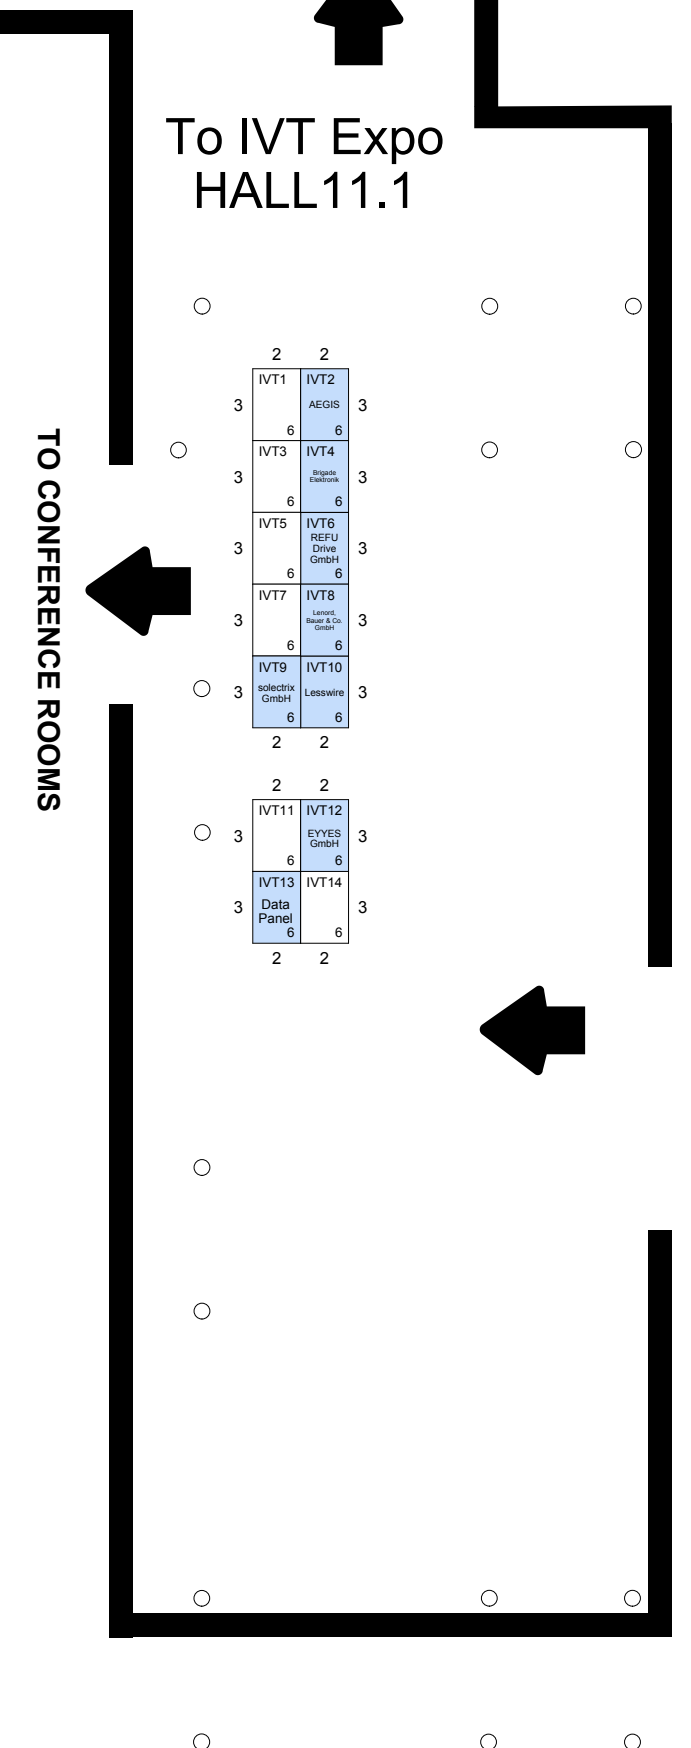 To IVT Expo
HALL11.1
TO CONFERENCE ROOMS
2 2
IVT1 IVT2
3 AEGIS 3
6 6
IVT3 IVT4
3 Brigade 3
Elektronik
6 6
IVT5 IVT6
REFU
3 Drive 3
GmbH
6 6
IVT7 IVT8
Lenord,
3 Bauer & Co. 3
GmbH
6 6
IVT9 IVT10
3 solectrix Lesswire 3
GmbH
6 6
2 2
2 2
IVT11 IVT12
3 EYYES 3
GmbH
6 6
IVT13 IVT14
3 Data 3
Panel
6 6
2 2